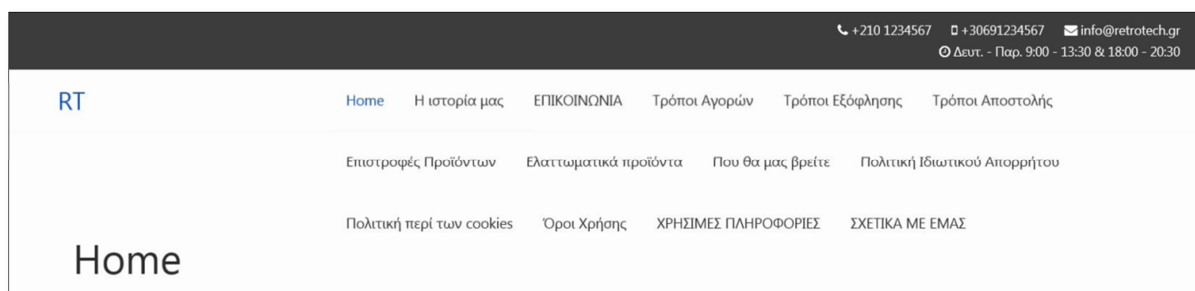 +210 1234567 +30691234567 info@retrotech.gr
Δευτ. - Παρ. 9:00 - 13:30 & 18:00 - 20:30
RT Home Η ιστορία μας ΕΠΙΚΟΙΝΩΝΙΑ Τρόποι Αγορών Τρόποι Εξόφλησης Τρόποι Αποστολής
Επιστροφές Προϊόντων Ελαττωματικά προϊόντα Που θα μας βρείτε Πολιτική Ιδιωτικού Απορρήτου
Πολιτική περί των cookies Όροι Χρήσης ΧΡΗΣΙΜΕΣ ΠΛΗΡΟΦΟΡΙΕΣ ΣΧΕΤΙΚΑ ΜΕ ΕΜΑΣ
Home